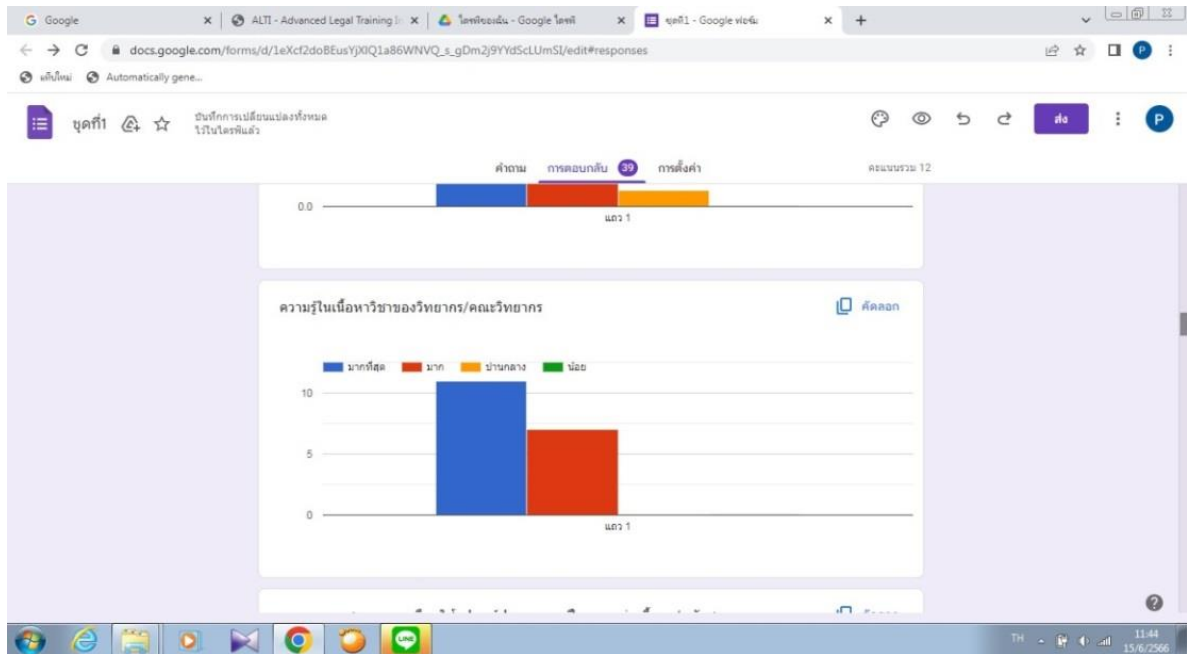 Google
ALTI - Advanced Legal Training In
ไดรฟ์ของฉัน - Google ไดรฟ์
ชุดที่1 - Google ฟอร์ม
docs.google.com/forms/d/1eXcf2doBEusYjXIQ1a86WNVQ_s_gDm2j9YYdScLUmSI/edit#responses
แท็บใหม่
Automatically gene...
ชุดที่1
บันทึกการเปลี่ยนแปลงทั้งหมด
ไว้ในไดรฟ์แล้ว
ส่ง
P
คำถาม
การตอบกลับ 39
การตั้งค่า
คะแนนรวม 12
0.0
แถว 1
ความรู้ในเนื้อหาวิชาของวิทยากร/คณะวิทยากร
คัดลอก
มากที่สุด
มาก
ปานกลาง
น้อย
10
5
0
แถว 1
LINE
TH
11:44
15/6/2566